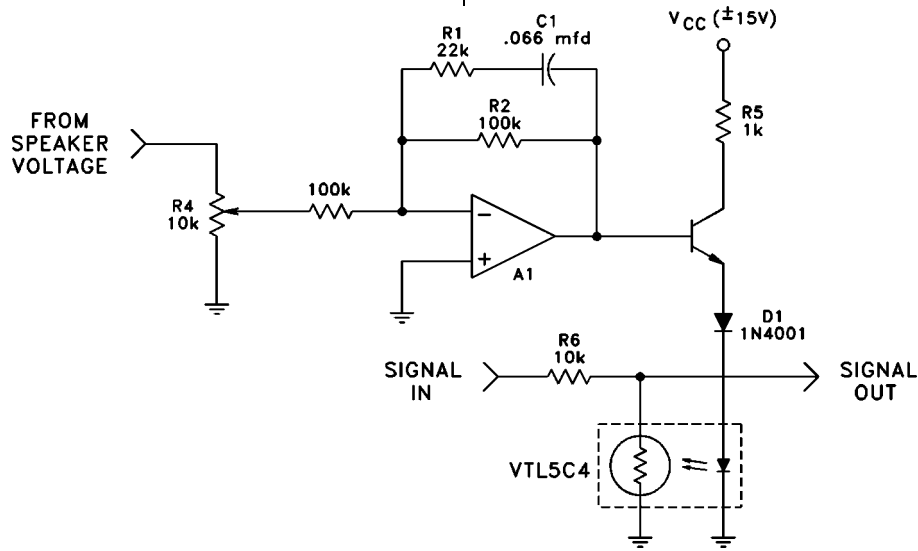 C1
.066 mfd
R1
22k
VCC (±15V)
R2
100k
R5
1k
FROM
SPEAKER
VOLTAGE
100k
R4
10k
−
+
A1
D1
1N4001
R6
10k
SIGNAL
IN
SIGNAL
OUT
VTL5C4